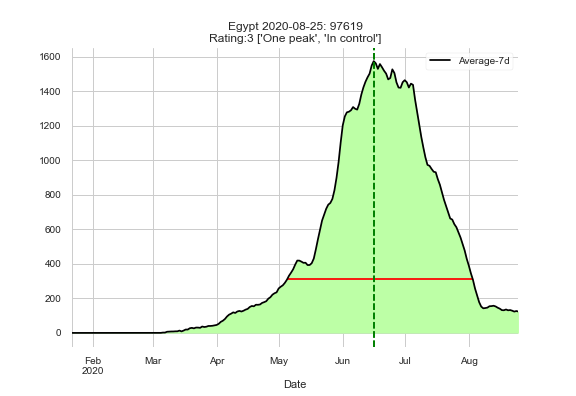 Egypt 2020-08-25: 97619
Rating:3 ['One peak', 'In control']
Average-7d
1600
1400
1200
1000
800
600
400
200
0
Feb
2020
Mar
Apr
May
Jun
Jul
Aug
Date